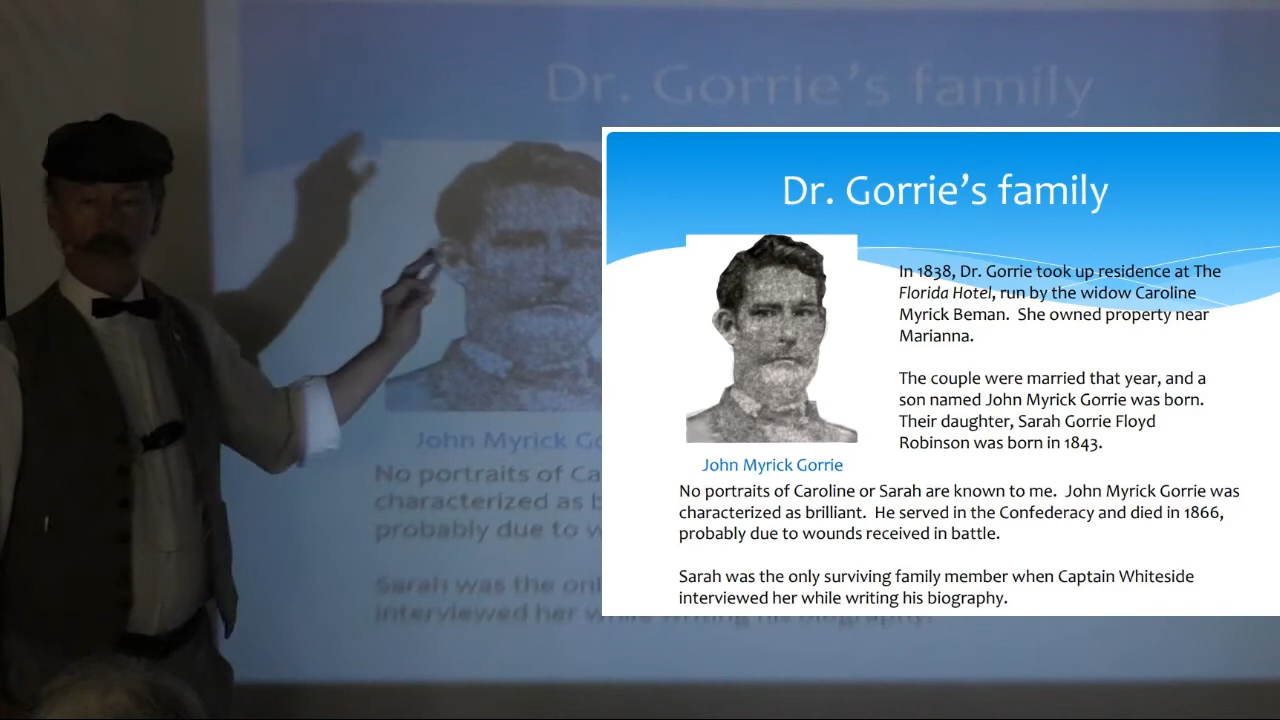 Dr. Gorrie's family
John Myrick Go
No portraits of Ca
characterized as b
probably due to w
Sarah was the onl
interviewed her while writing his biography.
Dr. Gorrie's family
In 1838, Dr. Gorrie took up residence at The
Florida Hotel, run by the widow Caroline
Myrick Beman. She owned property near
Marianna.
The couple were married that year, and a
son named John Myrick Gorrie was born.
Their daughter, Sarah Gorrie Floyd
Robinson was born in 1843.
John Myrick Gorrie
No portraits of Caroline or Sarah are known to me. John Myrick Gorrie was
characterized as brilliant. He served in the Confederacy and died in 1866,
probably due to wounds received in battle.
Sarah was the only surviving family member when Captain Whiteside
interviewed her while writing his biography.